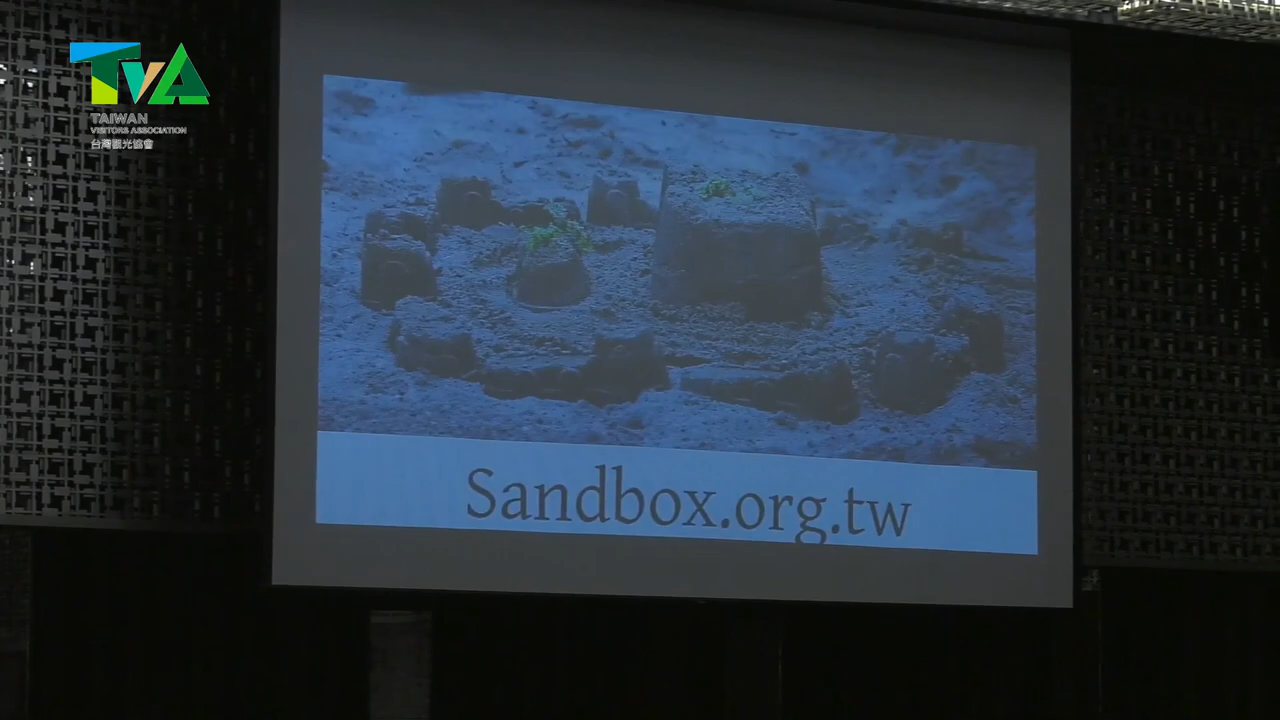 TVA
TAIWAN
VISITORS ASSOCIATION
台灣觀光協會
Sandbox.org.tw